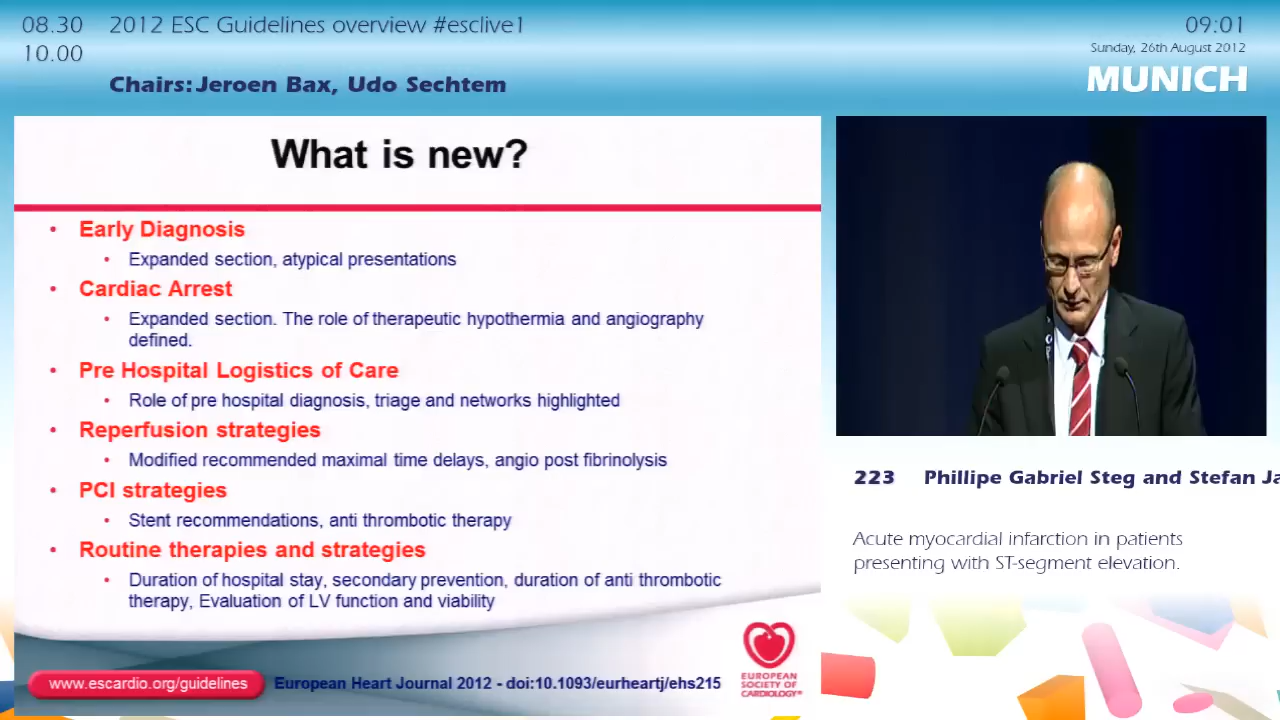 08.30 2012 ESC Guidelines overview #esclive1
10.00
Chairs: Jeroen Bax, Udo Sechtem
09:01
Sunday, 26th August 2012
MUNICH
What is new?
• Early Diagnosis
• Expanded section, atypical presentations
• Cardiac Arrest
• Expanded section. The role of therapeutic hypothermia and angiography
defined.
• Pre Hospital Logistics of Care
• Role of pre hospital diagnosis, triage and networks highlighted
• Reperfusion strategies
• Modified recommended maximal time delays, angio post fibrinolysis
• PCI strategies
• Stent recommendations, anti thrombotic therapy
• Routine therapies and strategies
• Duration of hospital stay, secondary prevention, duration of anti thrombotic
therapy, Evaluation of LV function and viability
www.escardio.org/guidelines European Heart Journal 2012 - doi:10.1093/eurheartj/ehs215
EUROPEAN
SOCIETY OF
CARDIOLOGY®
223 Phillipe Gabriel Steg and Stefan Ja
Acute myocardial infarction in patients
presenting with ST-segment elevation.